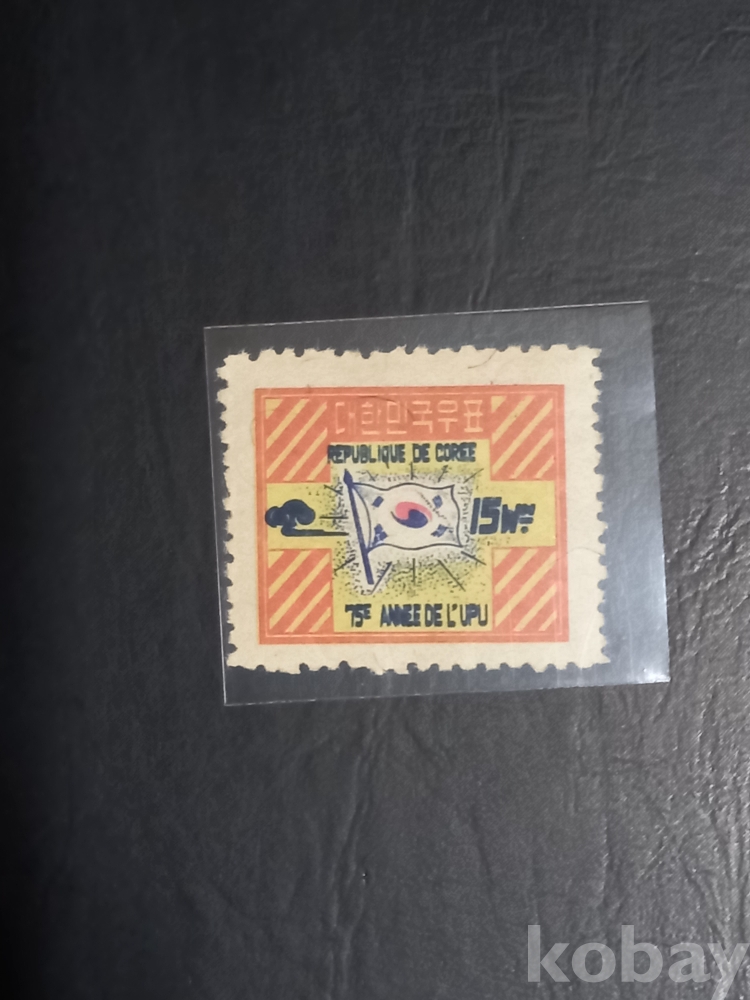 대한민국우표
REPUBLIQUE DE COREE
15W
75E ANNEE DE L'UPU
kobay